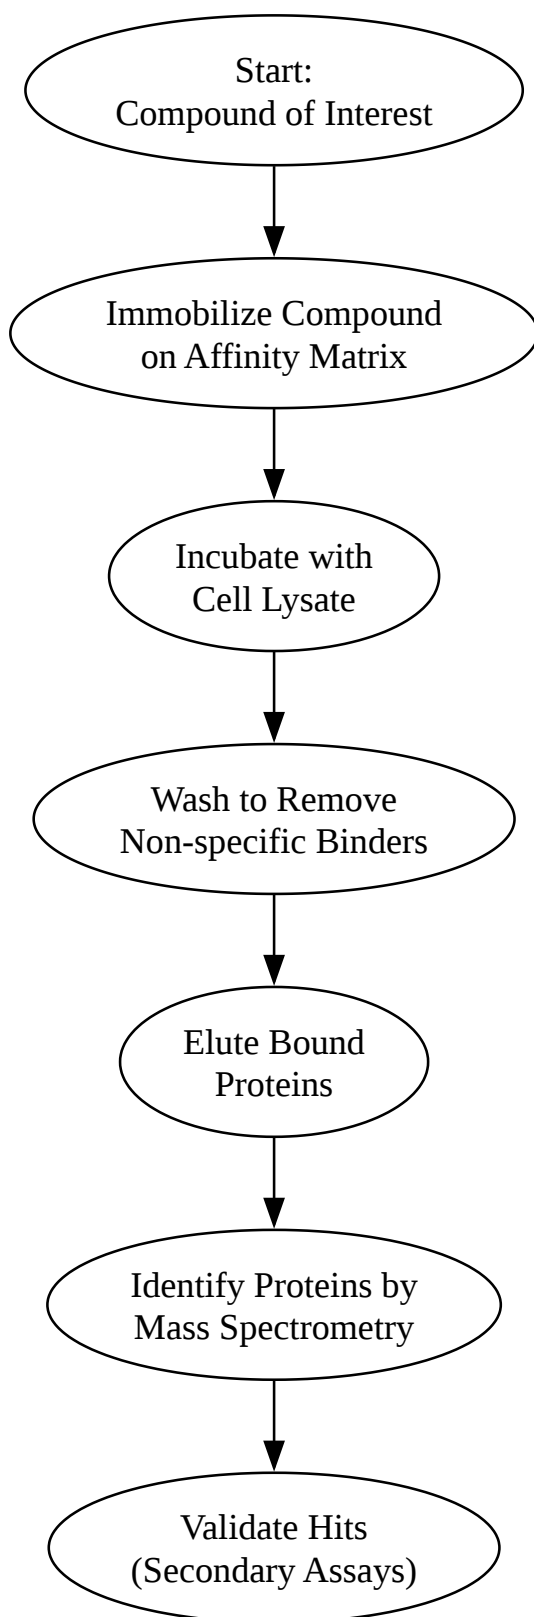 Start:
Compound of Interest
Immobilize Compound
on Affinity Matrix
Incubate with
Cell Lysate
Wash to Remove
Non-specific Binders
Elute Bound
Proteins
Identify Proteins by
Mass Spectrometry
Validate Hits
(Secondary Assays)